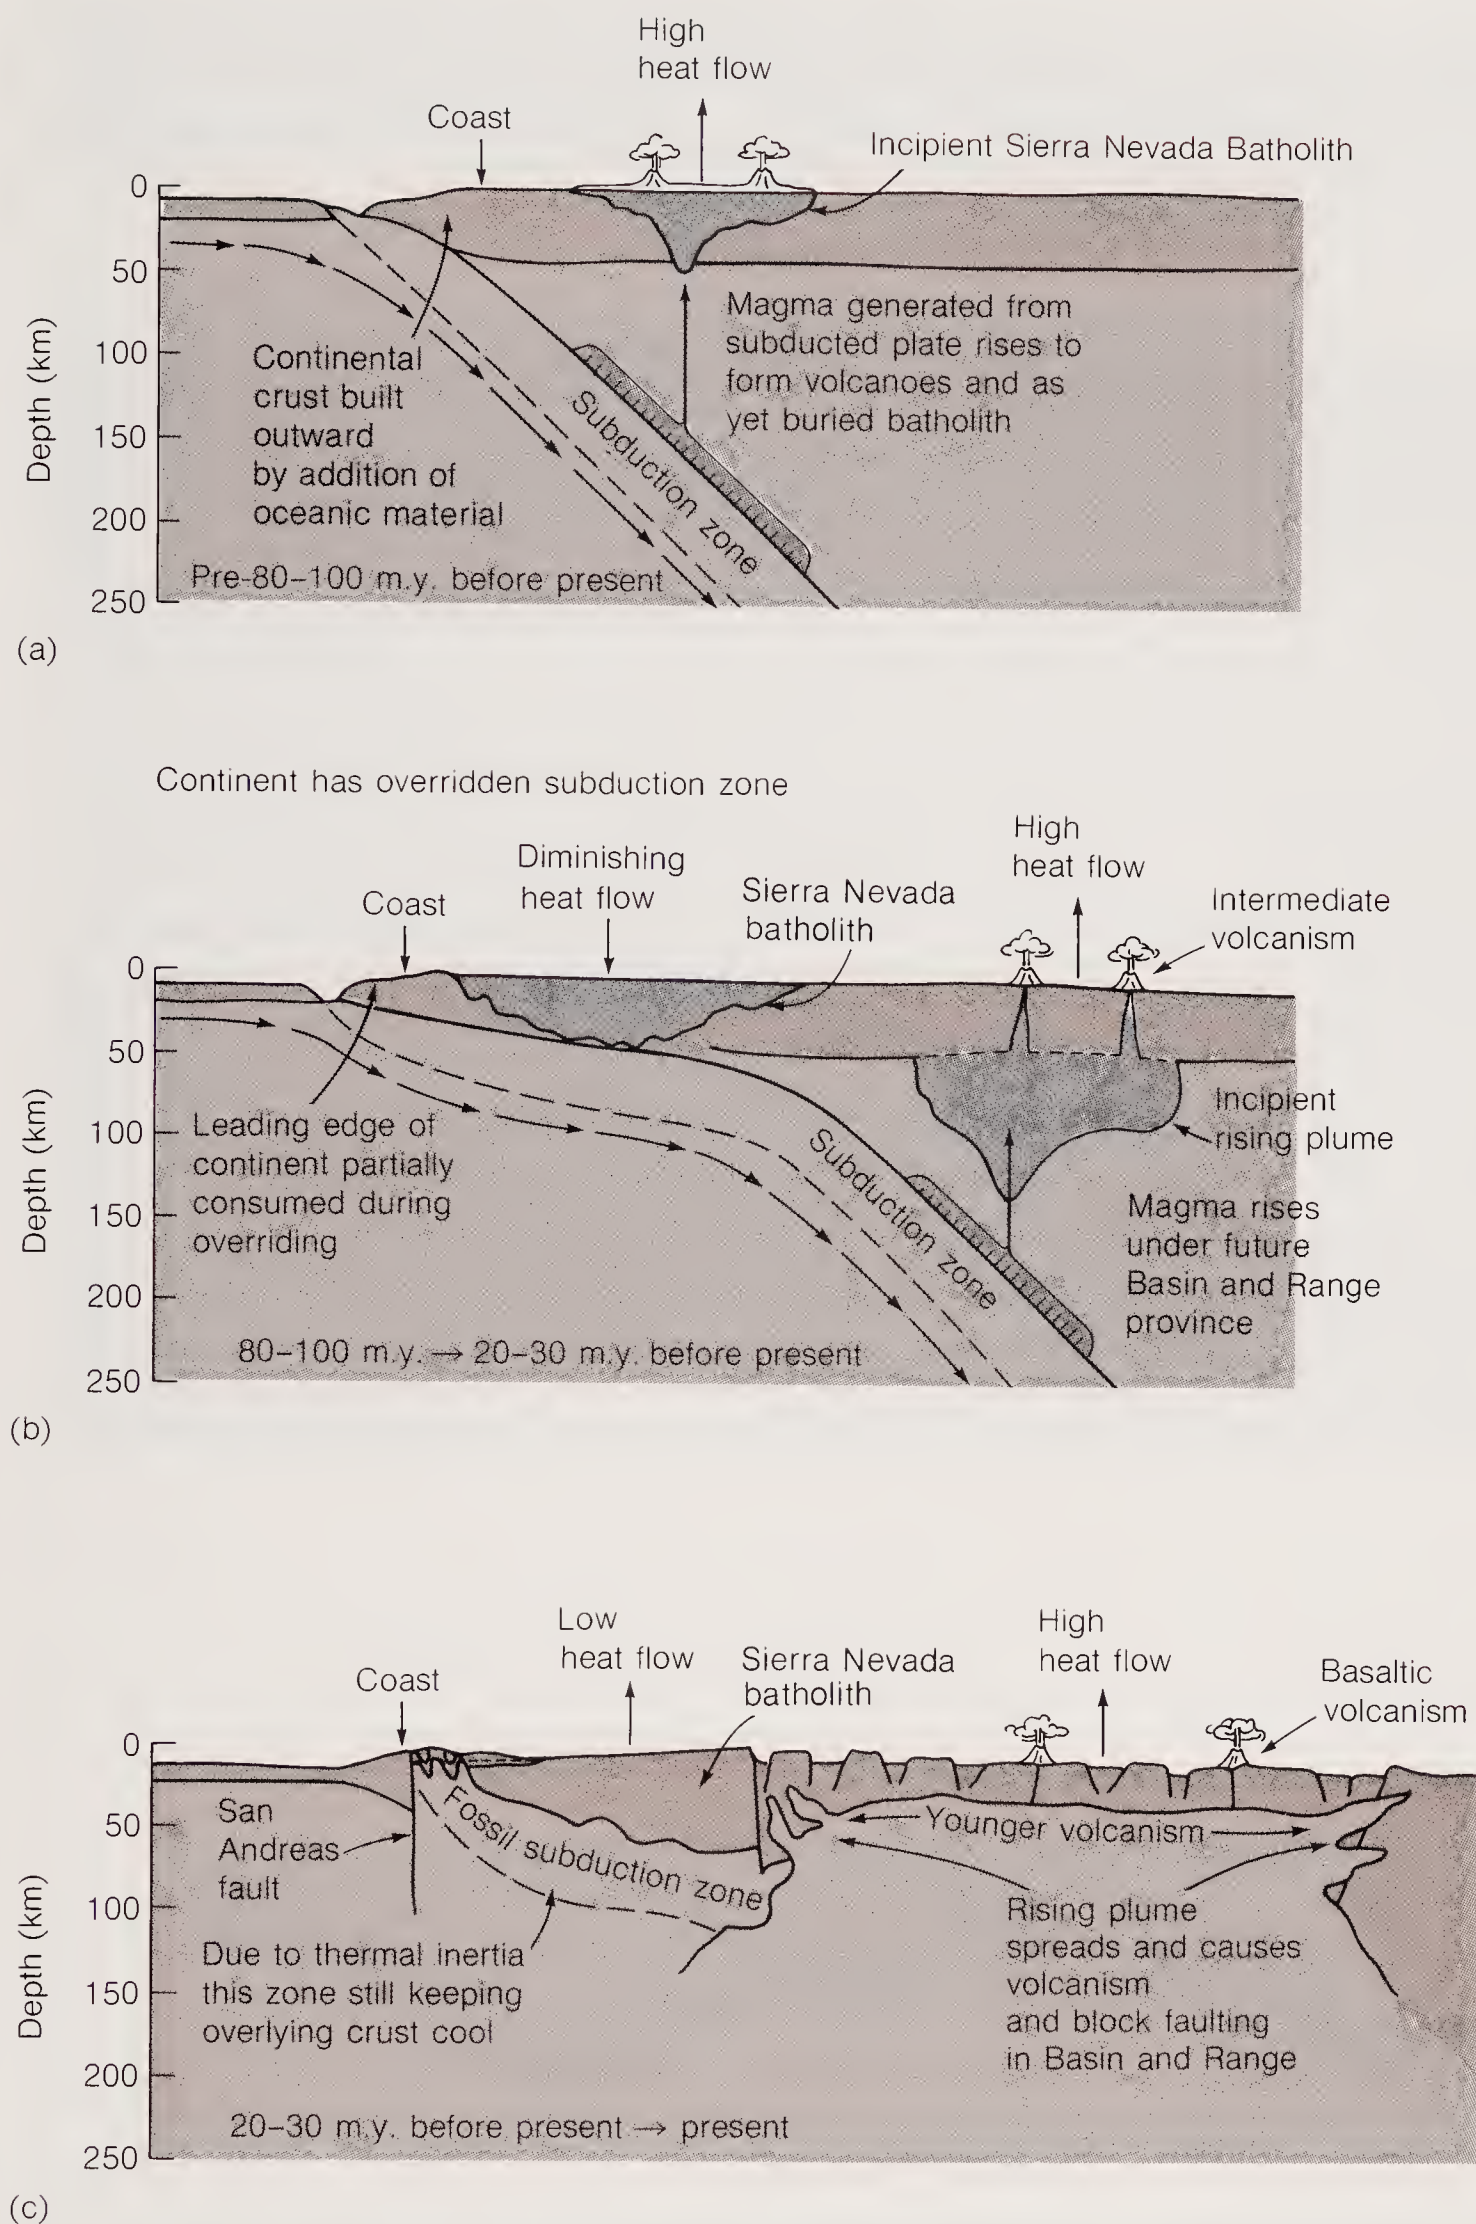 High
heat flow
Coast
Incipient Sierra Nevada Batholith
0
50
100
150
200
250
Depth (km)
Magma generated from
subducted plate rises to
form volcanoes and as
yet buried batholith
Continental
crust built
outward
by addition of
oceanic material
Subduction zone
Pre-80–100 m.y. before present
(a)
Continent has overridden subduction zone
High
heat flow
Diminishing
heat flow
Coast
Sierra Nevada
batholith
Intermediate
volcanism
0
50
100
150
200
250
Depth (km)
Leading edge of
continent partially
consumed during
overriding
Subduction zone
Incipient
rising plume
Magma rises
under future
Basin and Range
province
80–100 m.y. → 20–30 m.y. before present
(b)
Low
heat flow
High
heat flow
Coast
Sierra Nevada
batholith
Basaltic
volcanism
0
50
100
150
200
250
Depth (km)
San
Andreas
fault
Fossil subduction zone
Younger volcanism
Due to thermal inertia
this zone still keeping
overlying crust cool
Rising plume
spreads and causes
volcanism
and block faulting
in Basin and Range
20–30 m.y. before present → present
(c)